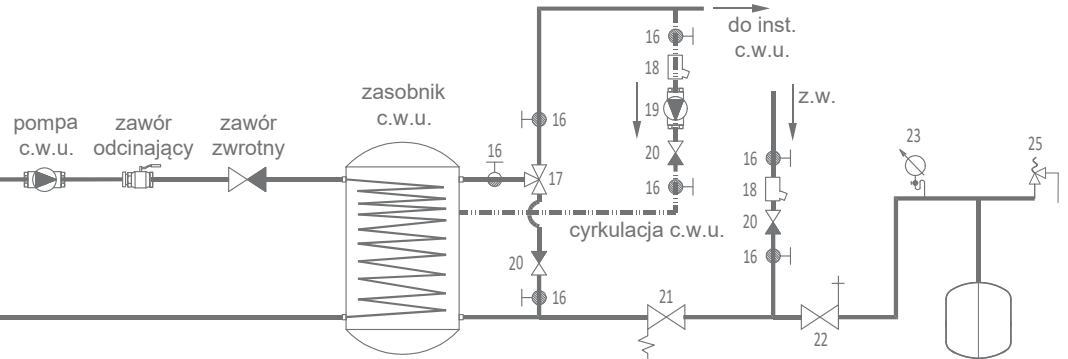 do inst.
c.w.u.
16
18
zasobnik
c.w.u.
z.w.
pompa
c.w.u.
zawór
odcinający
zawór
zwrotny
19
16
23
25
16
20
16
17
16
18
20
cyrkulacja c.w.u.
20
16
16
21
22